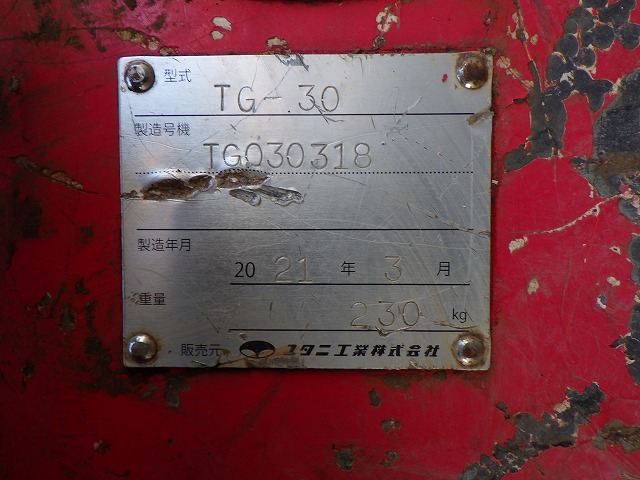 型式 TG-30
製造号機
TG030318
製造年月
2021年3月
重量 230kg
販売元 ユタニ工業株式会社